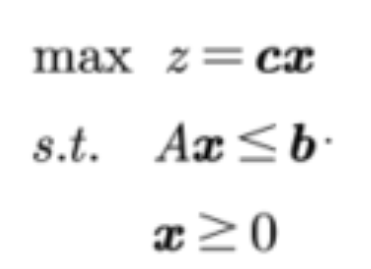 max z = cx
s.t. Ax ≤ b·
x ≥ 0